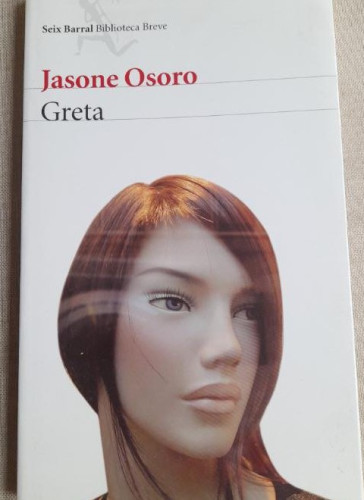 Seix Barral Biblioteca Breve
Jasone Osoro
Greta